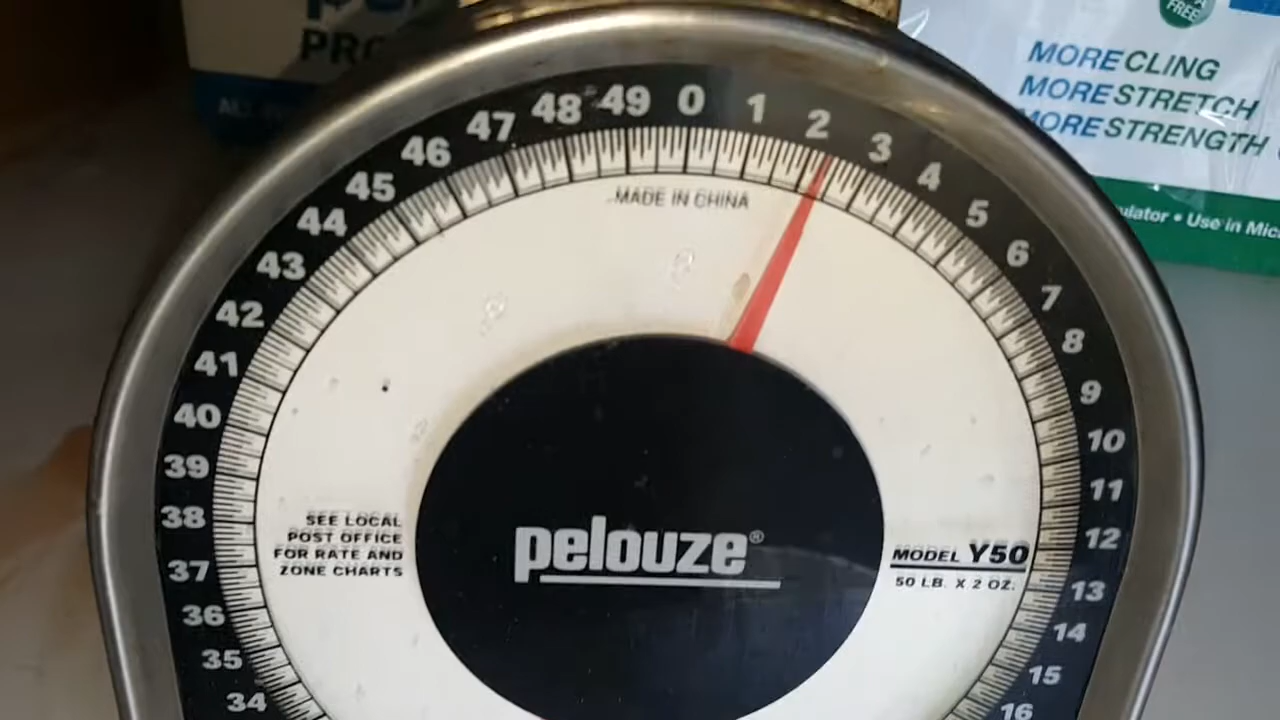 PRO
FREE
MORE CLING
MORE STRETCH
MORE STRENGTH
ulator • Use in Mic
47 48 49 0 1 2 3 4 5 6 7 8 9 10 11 12 13 14 15 16
46
45
44
43
42
41
40
39
38
37
36
35
34
MADE IN CHINA
SEE LOCAL
POST OFFICE
FOR RATE AND
ZONE CHARTS
pelouze®
MODEL Y50
50 LB. X 2 OZ.